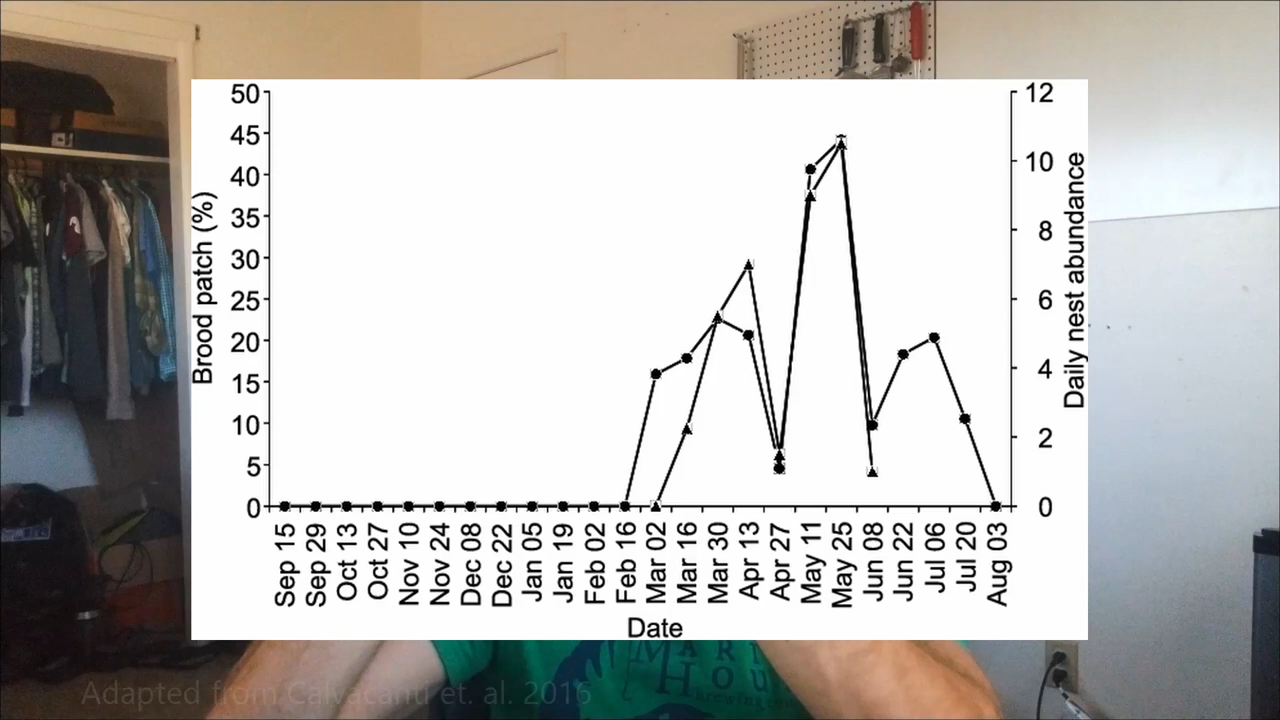 50
45
40
35
30
25
20
15
10
5
0
Brood patch (%)
12
10
8
6
4
2
0
Daily nest abundance
Sep 15
Sep 29
Oct 13
Oct 27
Nov 10
Nov 24
Dec 08
Dec 22
Jan 05
Jan 19
Feb 02
Feb 16
Mar 02
Mar 16
Mar 30
Apr 13
Apr 27
May 11
May 25
Jun 08
Jun 22
Jul 06
Jul 20
Aug 03
Date
Adapted from Calvacanti et. al. 2016